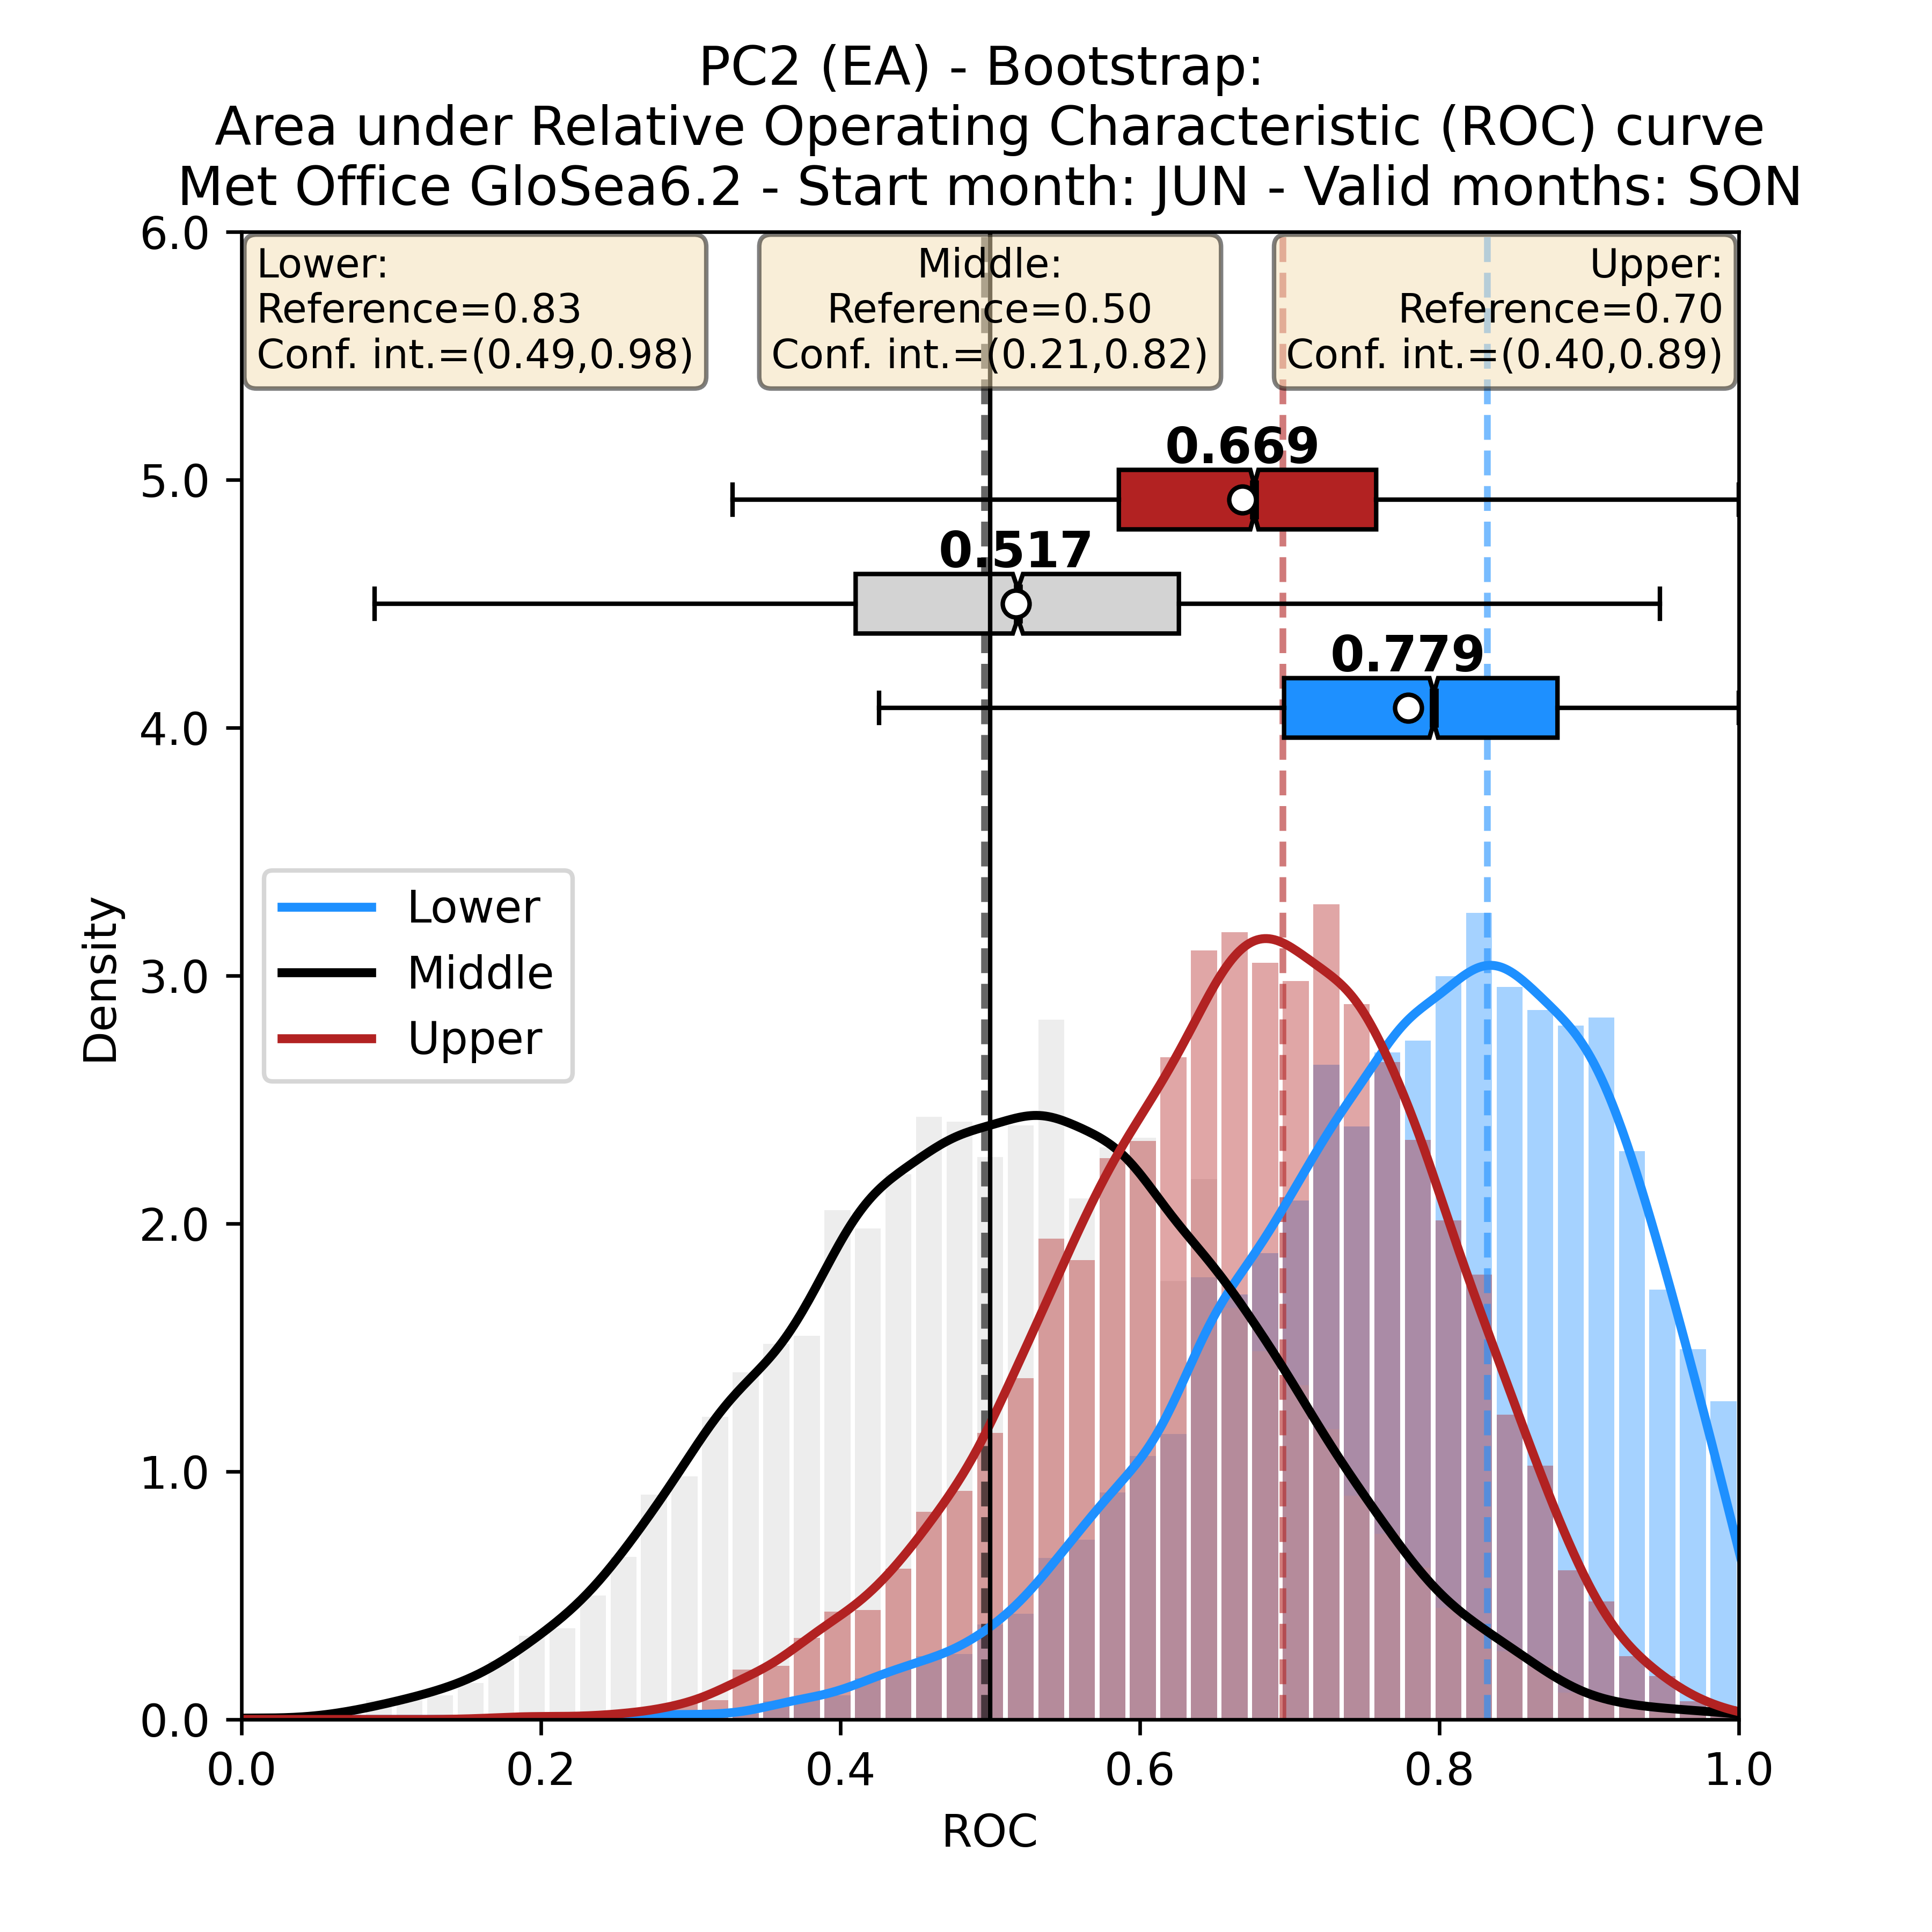 PC2 (EA) - Bootstrap:
Area under Relative Operating Characteristic (ROC) curve
Met Office GloSea6.2 - Start month: JUN - Valid months: SON
6.0
Lower:
Reference=0.83
Conf. int.=(0.49,0.98)
Middle:
Reference=0.50
Conf. int.=(0.21,0.82)
Upper:
Reference=0.70
Conf. int.=(0.40,0.89)
0.669
5.0
0.517
0.779
4.0
Lower
Middle
Upper
Density
3.0
2.0
1.0
0.0
0.0 0.2 0.4 0.6 0.8 1.0
ROC